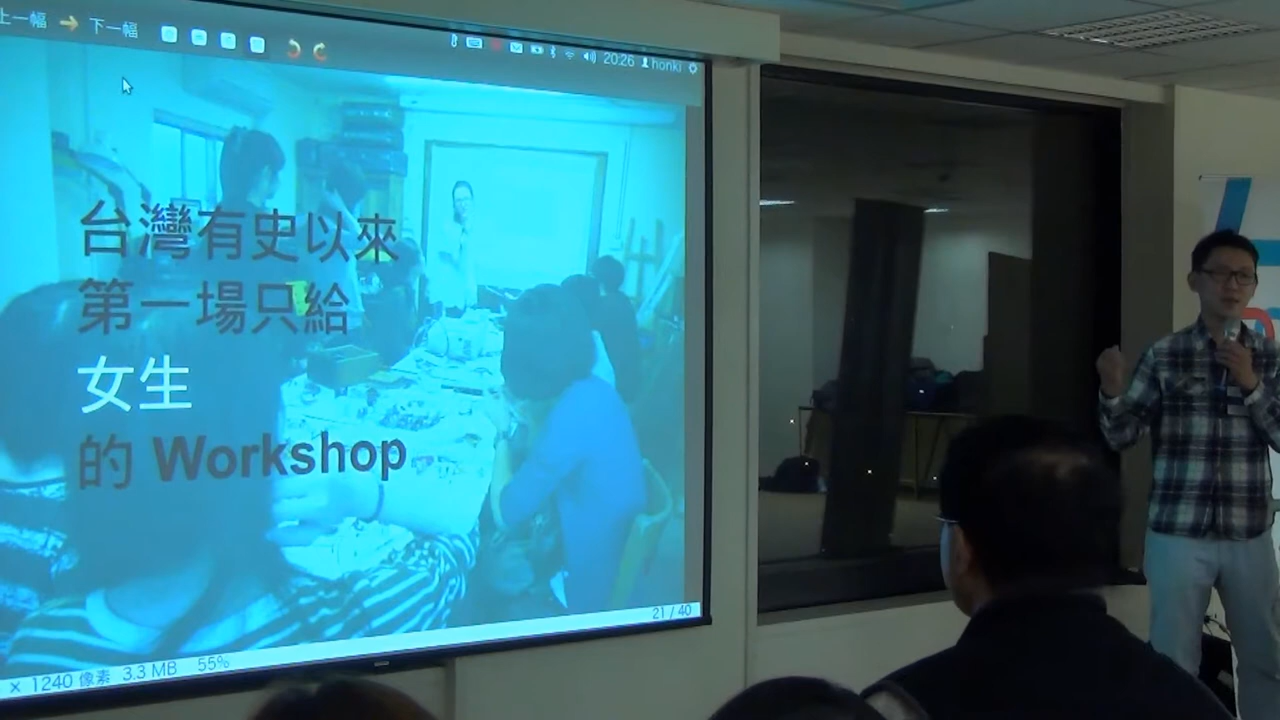 上一幅 下一幅 20:26 honki
台灣有史以來
第一場只給
女生
的 Workshop
21 / 40
× 1240 像素 3.3 MB 55%